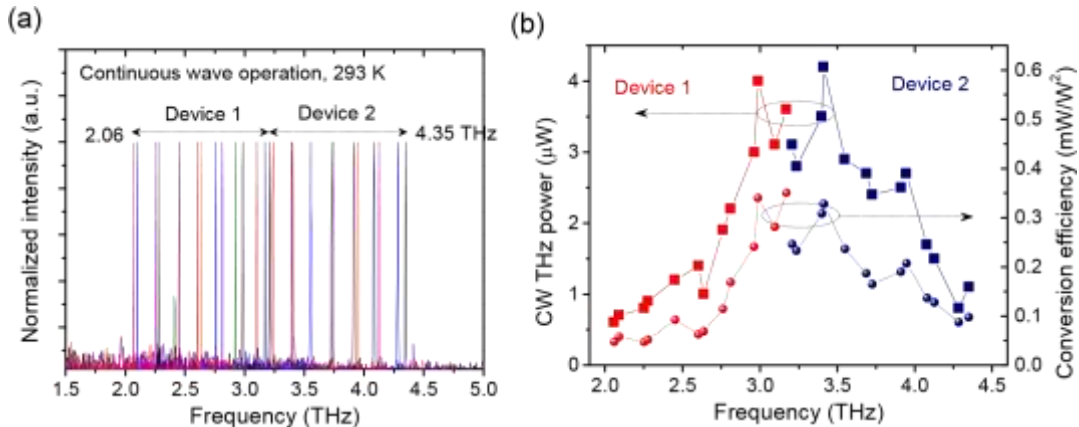 (a)
Continuous wave operation, 293 K
Device 1
Device 2
2.06
4.35 THz
Normalized intensity (a.u.)
1.5 2.0 2.5 3.0 3.5 4.0 4.5 5.0
Frequency (THz)
(b)
Device 1
Device 2
CW THz power (μW)
4
3
2
1
0
Conversion efficiency (mW/W²)
0.6
0.5
0.4
0.3
0.2
0.1
0.0
2.0 2.5 3.0 3.5 4.0 4.5
Frequency (THz)